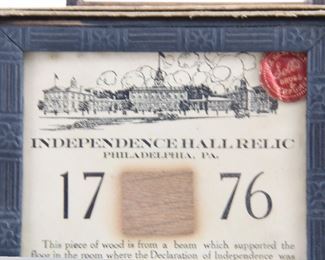 INDEPENDENCE HALL RELIC
PHILADELPHIA, PA.
17 76
This piece of wood is from a beam which supported the
floor in the room where the Declaration of Independence was